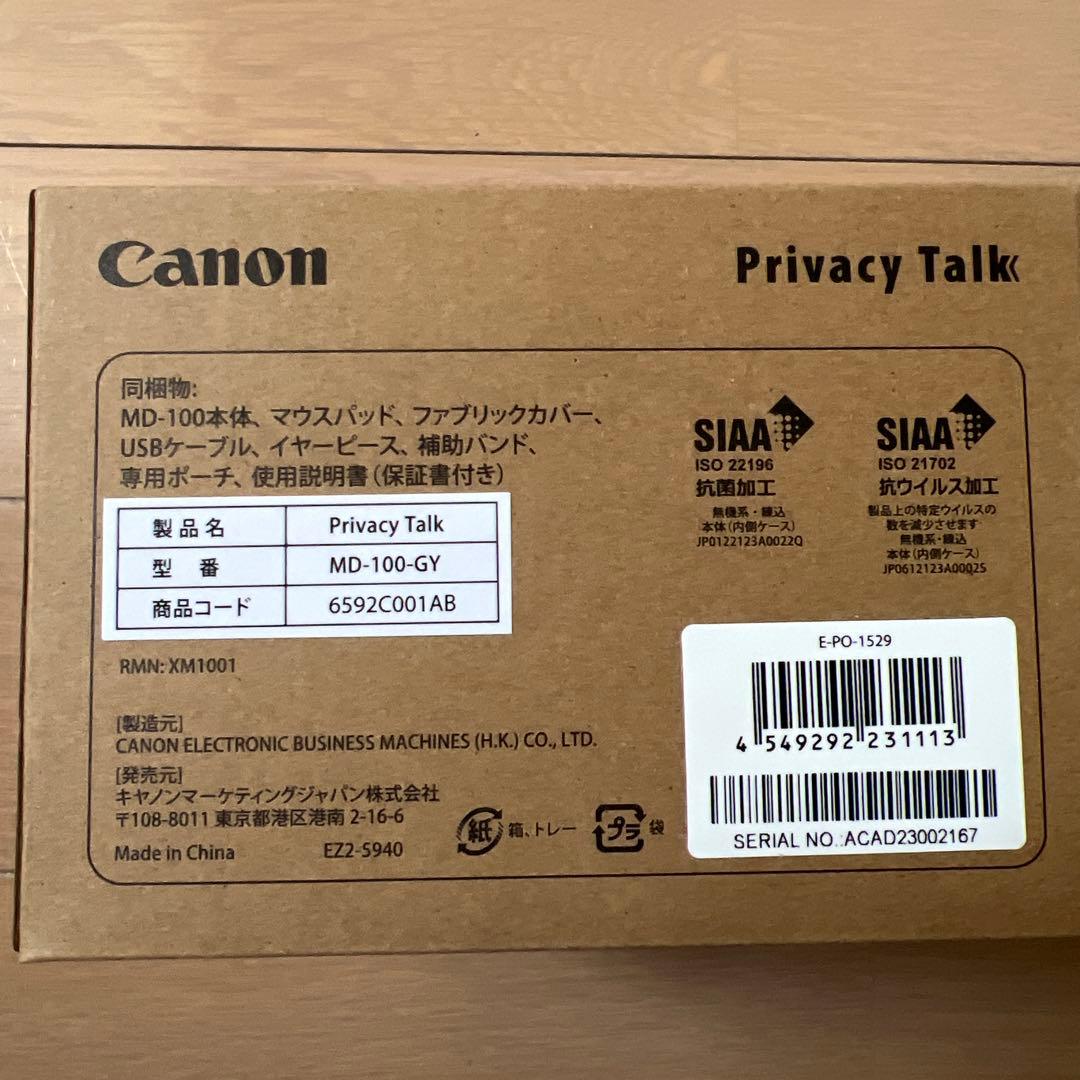 Canon
Privacy Talk
同梱物:
MD-100本体、マウスパッド、ファブリックカバー、
USBケーブル、イヤーピース、補助バンド、
専用ポーチ、使用説明書(保証書付き)
製品名 Privacy Talk
型 番 MD-100-GY
商品コード 6592C001AB
RMN: XM1001
[製造元]
CANON ELECTRONIC BUSINESS MACHINES (H.K.) CO., LTD.
[発売元]
キヤノンマーケティングジャパン株式会社
〒108-8011 東京都港区港南 2-16-6
Made in China EZ2-5940
紙 箱、トレー
プラ 袋
SIAA
ISO 22196
抗菌加工
無機系・練込
本体(内側ケース)
JP0122123A0022Q
SIAA
ISO 21702
抗ウイルス加工
製品上の特定ウイルスの
数を減少させます
無機系・練込
本体(内側ケース)
JP0612123A0002S
E-PO-1529
4 549292 231113
SERIAL NO.:ACAD23002167